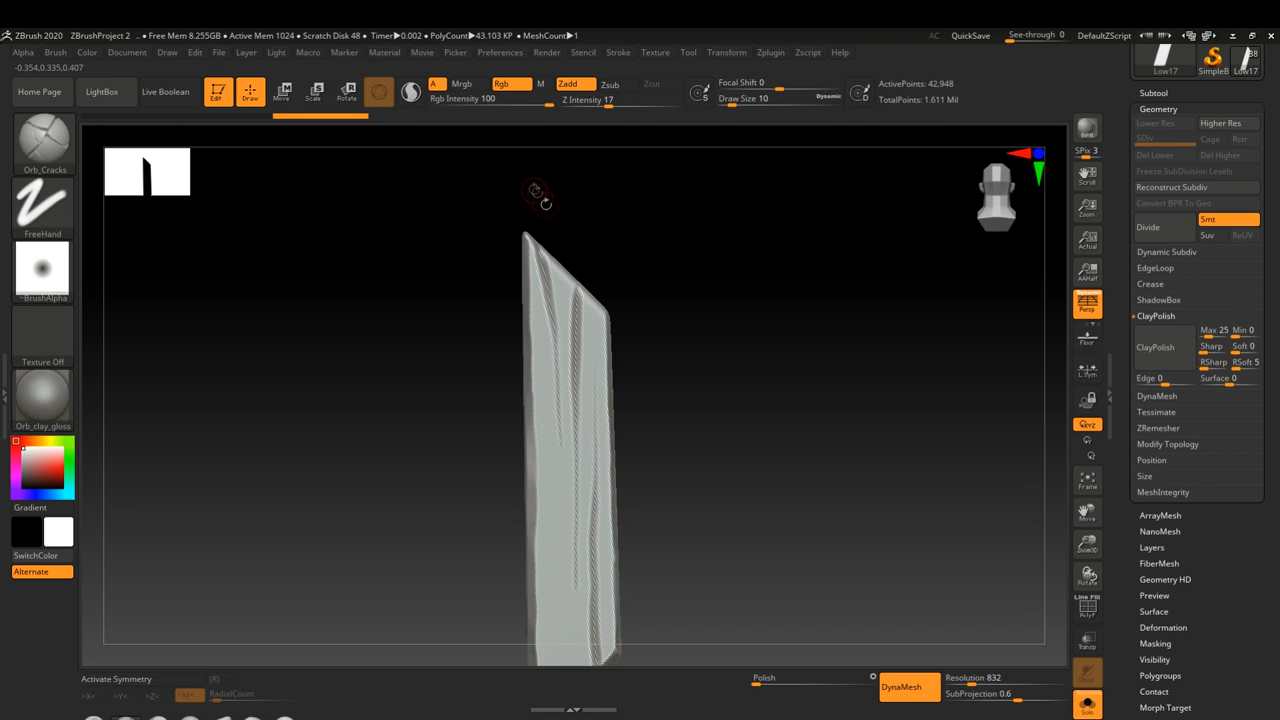 ZBrush 2020 ZBrushProject 2 .. • Free Mem 8.255GB • Active Mem 1024 • Scratch Disk 48 • Timer▶0.002 • PolyCount▶43.103 KP • MeshCount▶1 AC QuickSave See-through 0 Menus DefaultZScript
Alpha Brush Color Document Draw Edit File Layer Light Macro Marker Material Movie Picker Preferences Render Stencil Stroke Texture Tool Transform Zplugin Zscript Help
-0.354,0.335,0.407
Home Page LightBox Live Boolean Edit Draw Move Scale Rotate A Mrgb Rgb M Zadd Zsub Zcut
Rgb Intensity 100 Z Intensity 17
S Focal Shift 0
Draw Size 10 Dynamic D
ActivePoints: 42,948
TotalPoints: 1.611 Mil
Orb_Cracks
FreeHand
~BrushAlpha
Texture Off
Orb_clay_gloss
Gradient
SwitchColor
Alternate
BPR
SPix 3
Scroll
Zoom
Actual
AAHalf
Dynamic
Persp
Floor
L.Sym
XYZ
Frame
Move
Zoom3D
Rotate
Line Fill
PolyF
Transp
Solo
Low17 SimpleB Low17
Subtool
Geometry
Lower Res Higher Res
SDiv Cage Rstr
Del Lower Del Higher
Freeze SubDivision Levels
Reconstruct Subdiv
Convert BPR To Geo
Divide Smt
Suv ReUV
Dynamic Subdiv
EdgeLoop
Crease
ShadowBox
ClayPolish
ClayPolish Max 25 Min 0
Sharp Soft 0
RSharp RSoft 5
Edge 0 Surface 0
DynaMesh
Tessimate
ZRemesher
Modify Topology
Position
Size
MeshIntegrity
ArrayMesh
NanoMesh
Layers
FiberMesh
Geometry HD
Preview
Surface
Deformation
Masking
Visibility
Polygroups
Contact
Morph Target
Activate Symmetry (R)
>X< >Y< >Z< >M< RadialCount
Polish
DynaMesh
Resolution 832
SubProjection 0.6